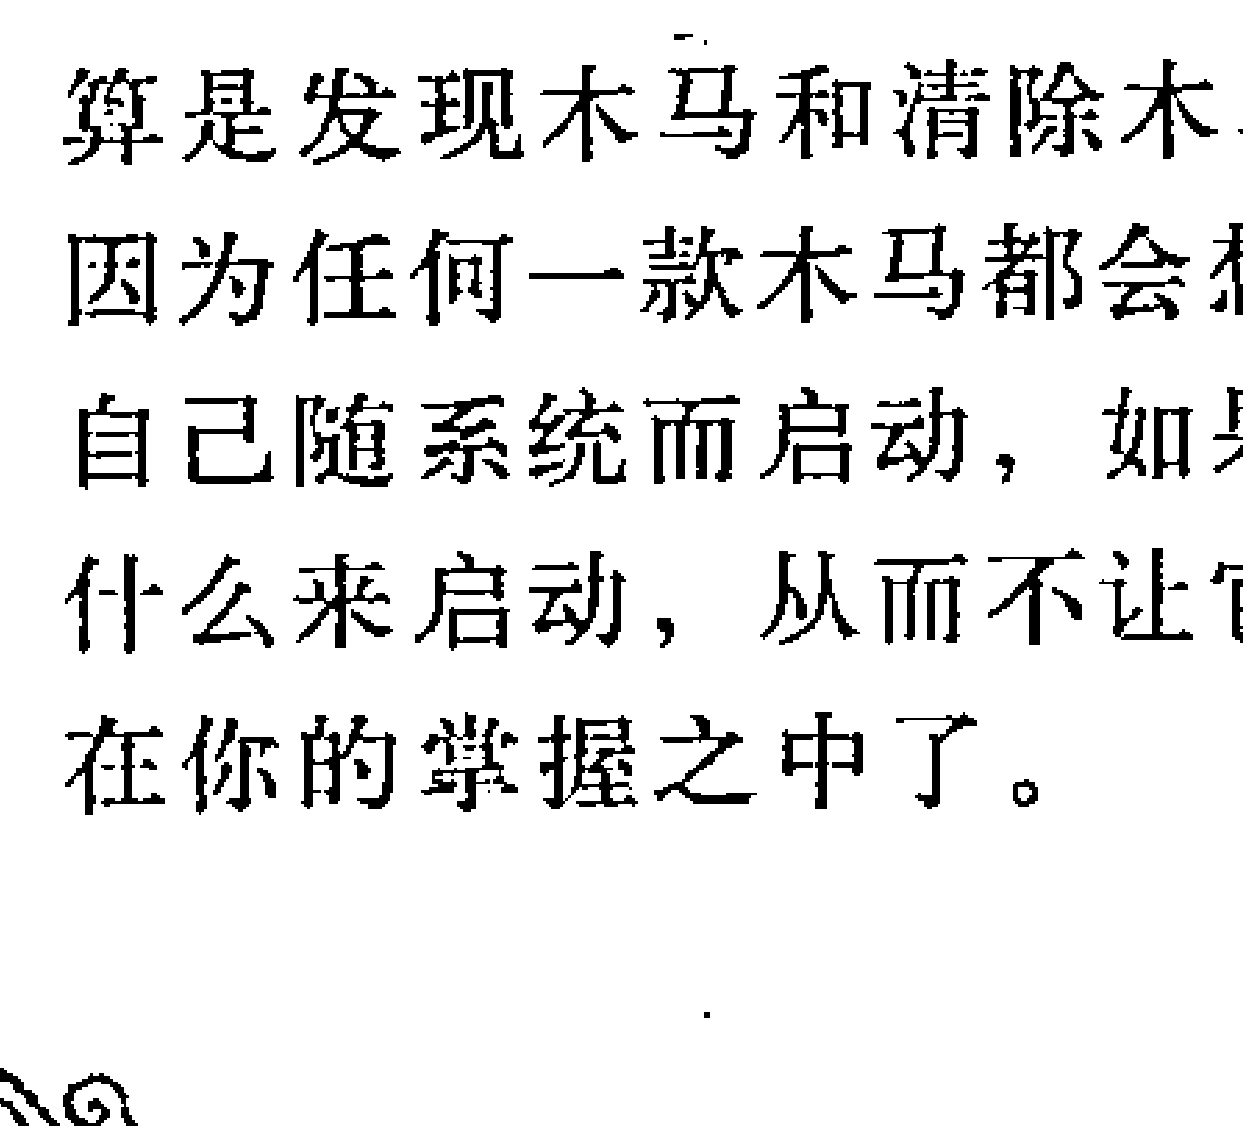 算是发现木马和清除木
因为任何一款木马都会
自己随系统而启动，如
什么来启动，从而不让
在你的掌握之中了。